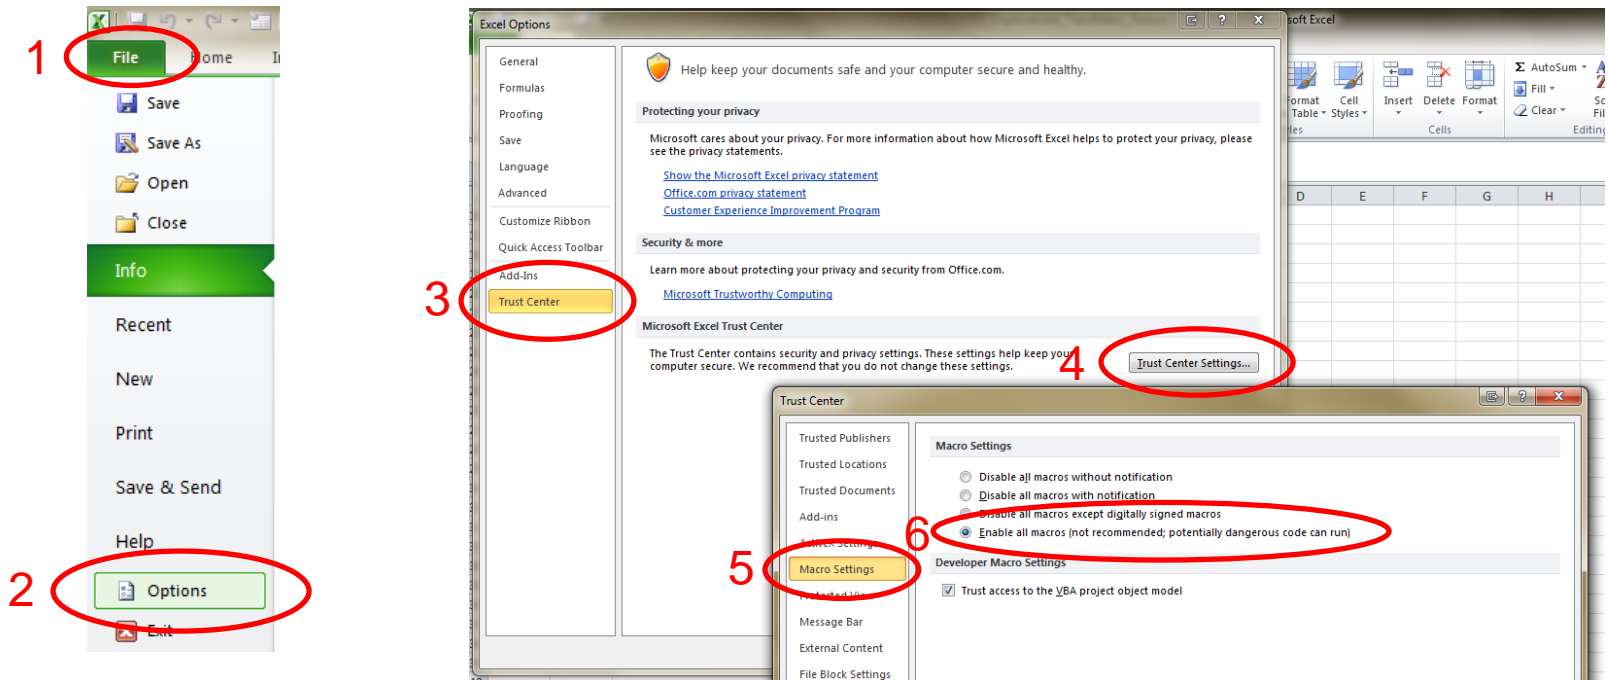 1
File
Home
Save
Save As
Open
Close
Info
Recent
New
Print
Save & Send
Help
2
Options
Exit
Excel Options
General
Formulas
Proofing
Save
Language
Advanced
Customize Ribbon
Quick Access Toolbar
Add-Ins
3
Trust Center
Help keep your documents safe and your computer secure and healthy.
Protecting your privacy
Microsoft cares about your privacy. For more information about how Microsoft Excel helps to protect your privacy, please
see the privacy statements.
Show the Microsoft Excel privacy statement
Office.com privacy statement
Customer Experience Improvement Program
Security & more
Learn more about protecting your privacy and security from Office.com.
Microsoft Trustworthy Computing
Microsoft Excel Trust Center
The Trust Center contains security and privacy settings. These settings help keep your
computer secure. We recommend that you do not change these settings.
4
Trust Center Settings...
soft Excel
ormat
Table
Cell
Styles
Insert
Delete
Format
Cells
Σ AutoSum
Fill
Clear
Editing
D E F G H
Trust Center
Trusted Publishers
Trusted Locations
Trusted Documents
Add-ins
ActiveX Settings
5
Macro Settings
Protected View
Message Bar
External Content
File Block Settings
Macro Settings
Disable all macros without notification
Disable all macros with notification
Disable all macros except digitally signed macros
6
Enable all macros (not recommended; potentially dangerous code can run)
Developer Macro Settings
Trust access to the VBA project object model